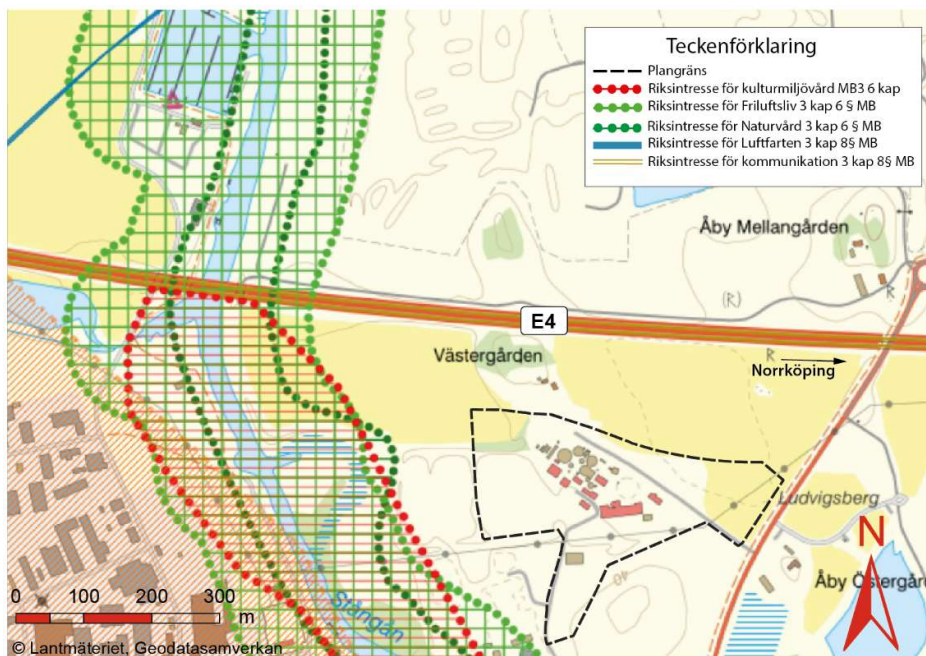 Teckenförklaring
Plangräns
Riksintresse för kulturmiljövård MB3 6 kap
Riksintresse för Friluftsliv 3 kap 6 § MB
Riksintresse för Naturvård 3 kap 6 § MB
Riksintresse för Luftfarten 3 kap 8§ MB
Riksintresse för kommunikation 3 kap 8§ MB
Åby Mellangården
R
(R)
E4
Västergården
R
Norrköping
Ludvigsberg
N
40
Åby Östergår
Stångån
0 100 200 300
m
© Lantmäteriet, Geodatasamverkan